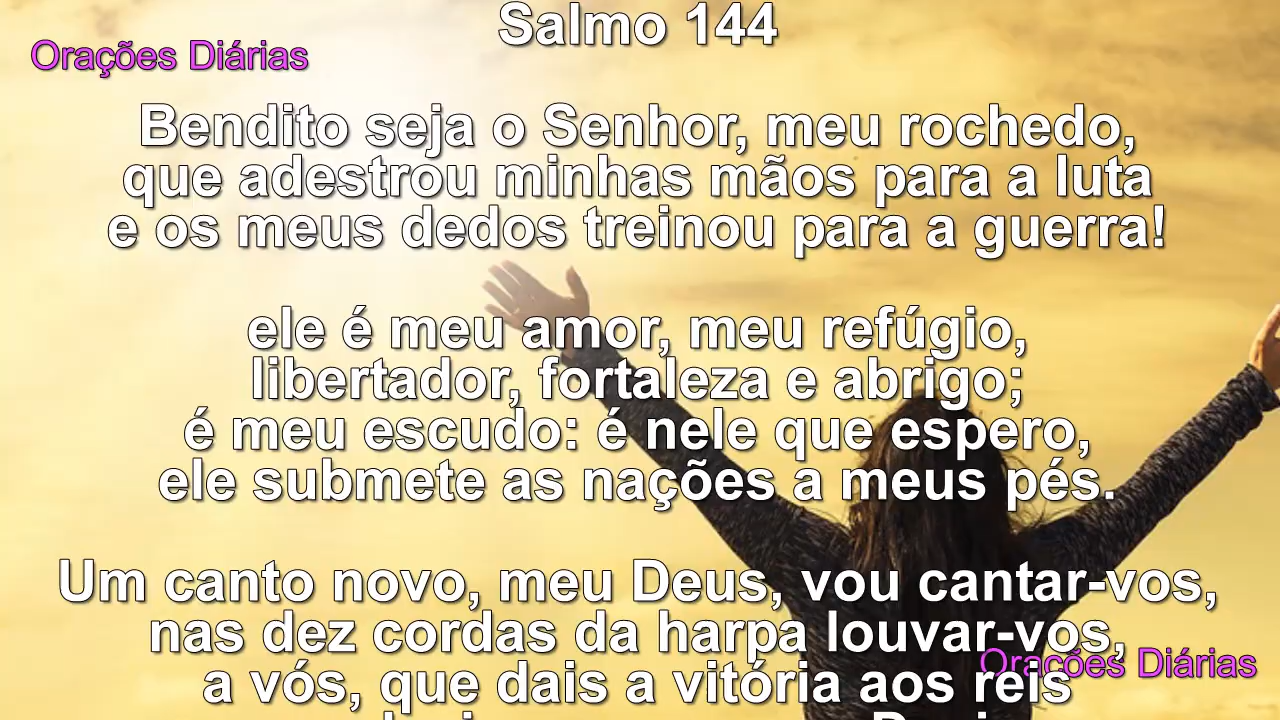 Salmo 144
Orações Diárias
Bendito seja o Senhor, meu rochedo,
que adestrou minhas mãos para a luta
e os meus dedos treinou para a guerra!
ele é meu amor, meu refúgio,
libertador, fortaleza e abrigo;
é meu escudo: é nele que espero,
ele submete as nações a meus pés.
Um canto novo, meu Deus, vou cantar-vos,
nas dez cordas da harpa louvar-vos,
a vós, que dais a vitória aos reis
Orações Diárias